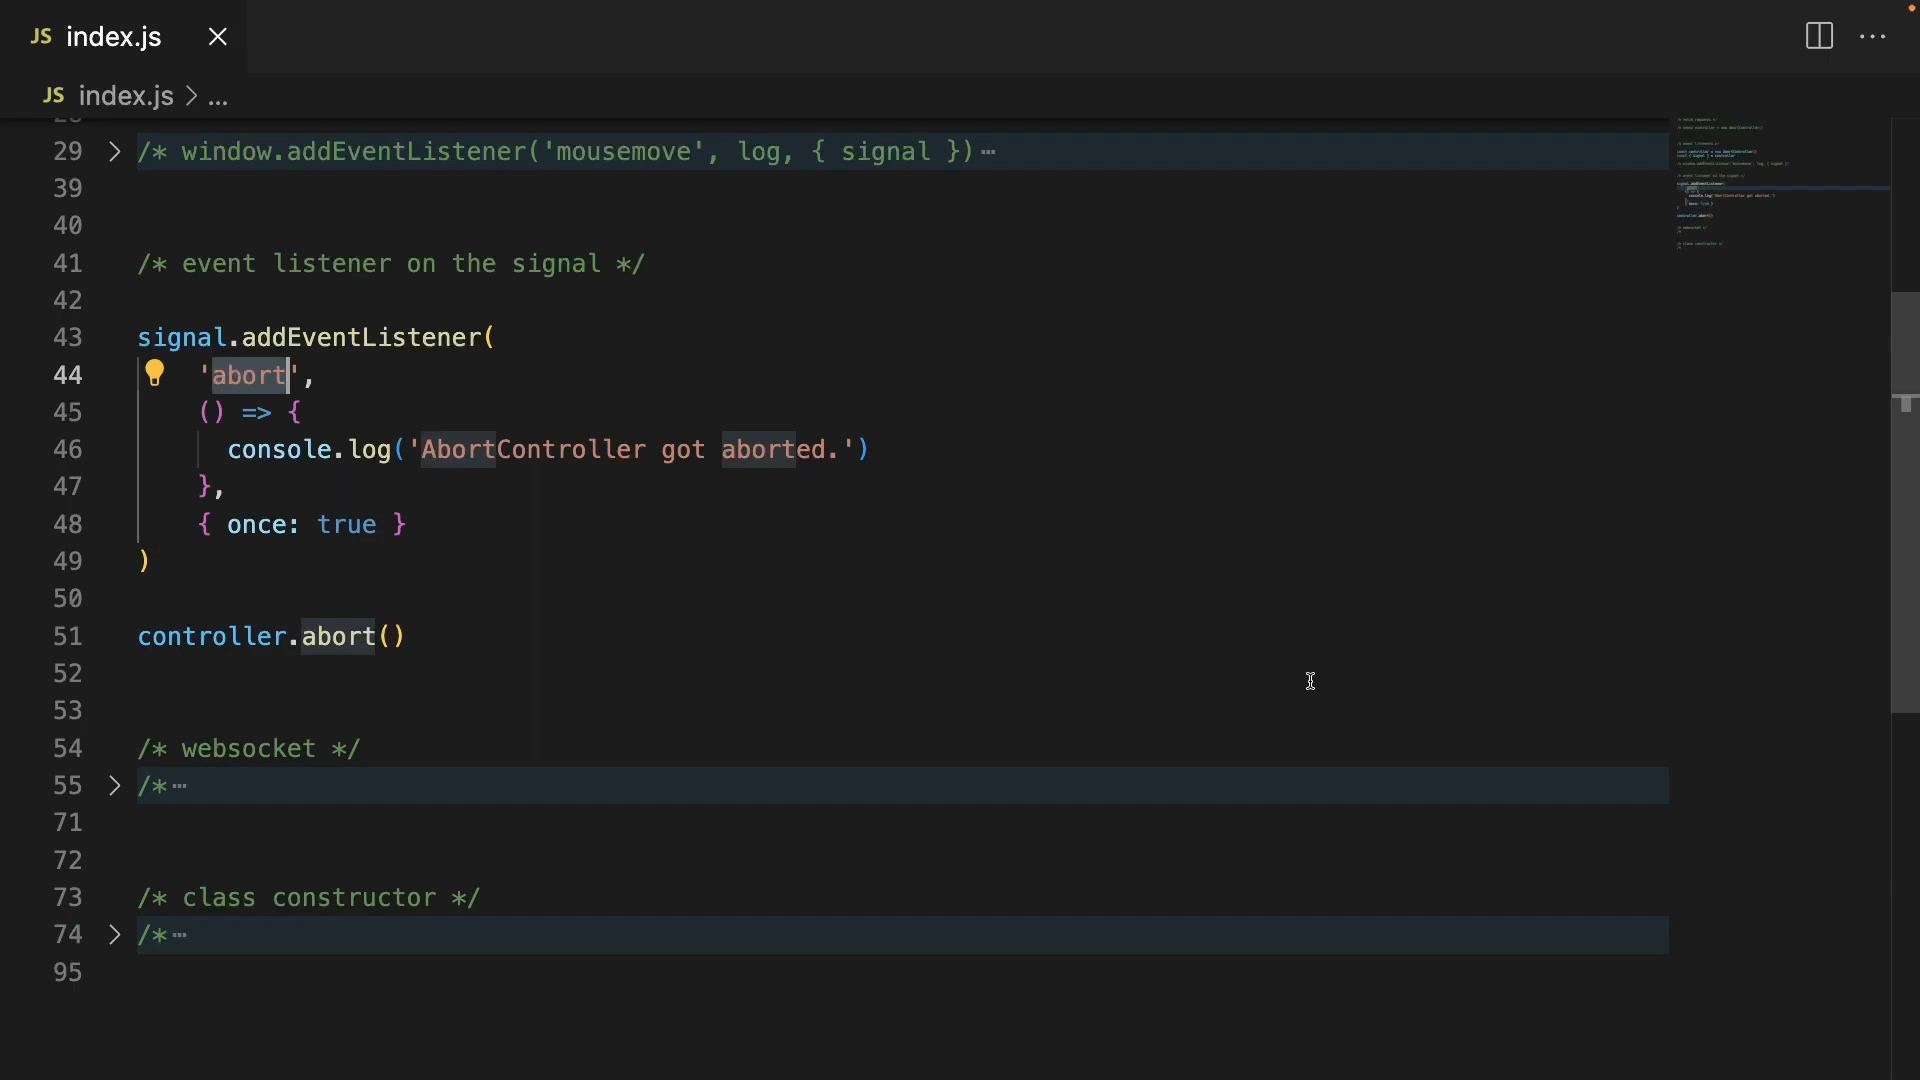 JS index.js
JS index.js > ...
29 > /* window.addEventListener('mousemove', log, { signal }) ⋯
39
40
41 /* event listener on the signal */
42
43 signal.addEventListener(
44 'abort',
45 () => {
46 console.log('AbortController got aborted.')
47 },
48 { once: true }
49 )
50
51 controller.abort()
52
53
54 /* websocket */
55 > /* ⋯
71
72
73 /* class constructor */
74 > /* ⋯
95